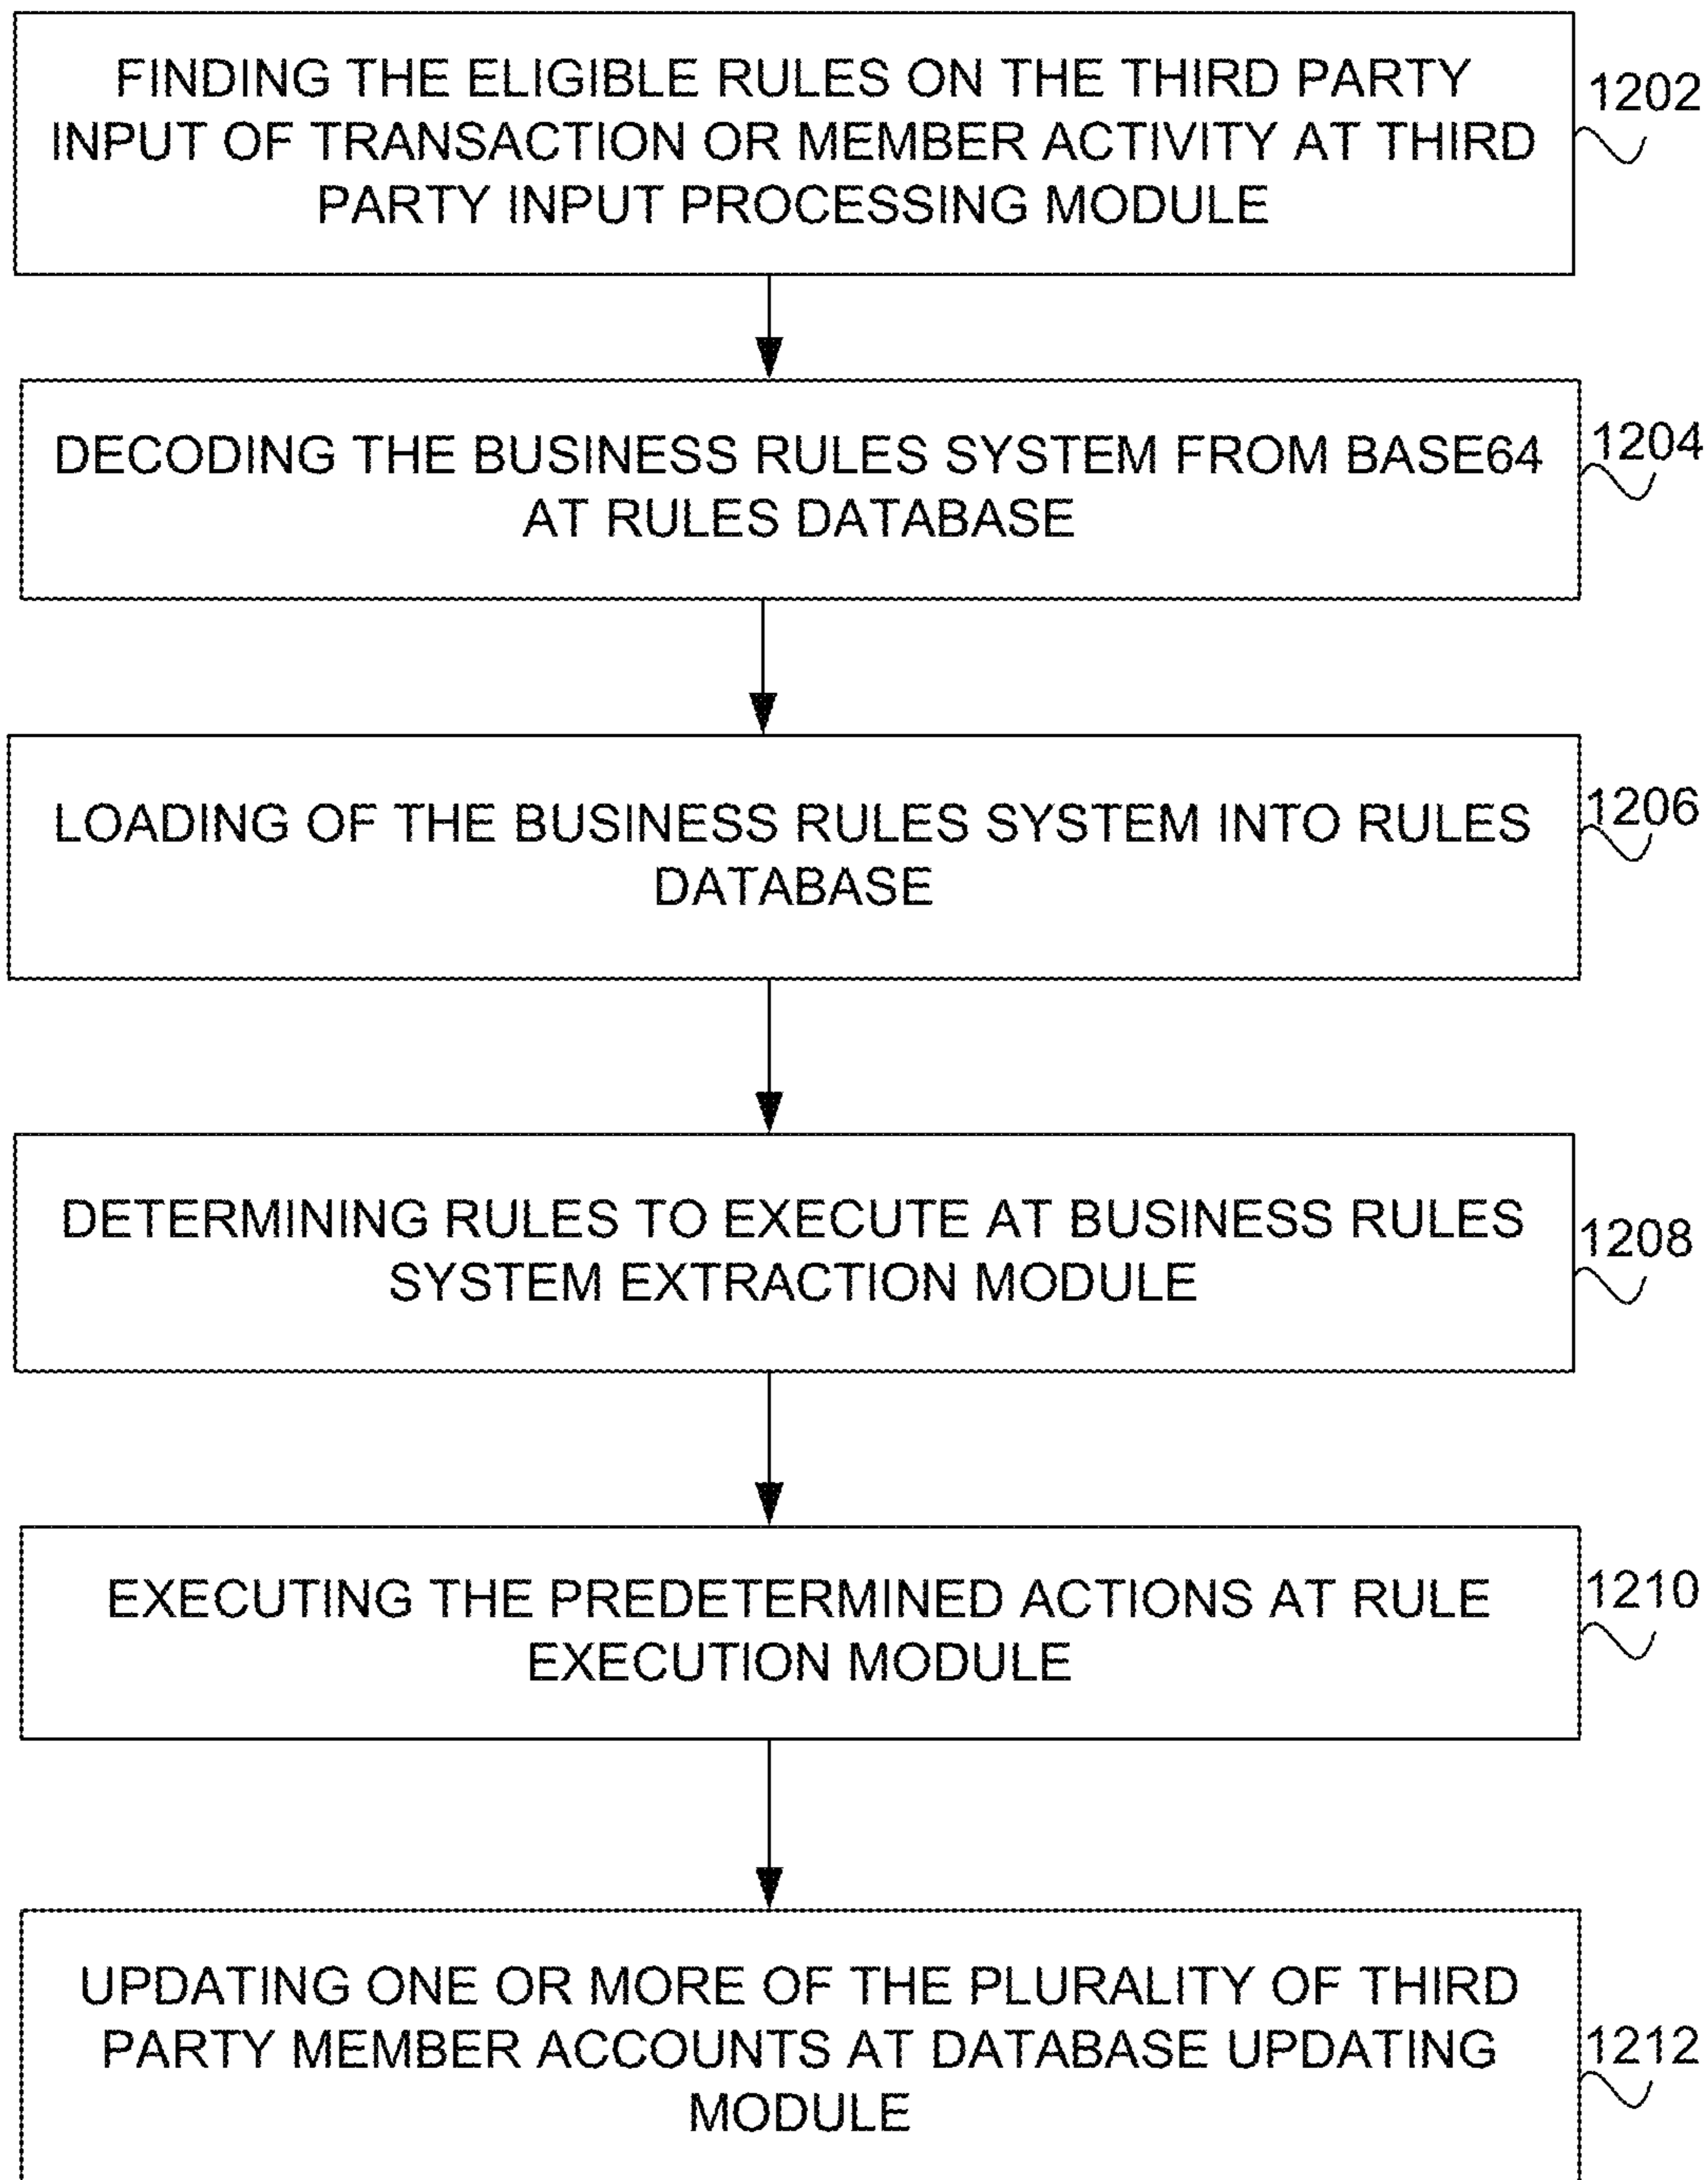 FINDING THE ELIGIBLE RULES ON THE THIRD PARTY
INPUT OF TRANSACTION OR MEMBER ACTIVITY AT THIRD
PARTY INPUT PROCESSING MODULE
1202
DECODING THE BUSINESS RULES SYSTEM FROM BASE64
AT RULES DATABASE
1204
LOADING OF THE BUSINESS RULES SYSTEM INTO RULES
DATABASE
1206
DETERMINING RULES TO EXECUTE AT BUSINESS RULES
SYSTEM EXTRACTION MODULE
1208
EXECUTING THE PREDETERMINED ACTIONS AT RULE
EXECUTION MODULE
1210
UPDATING ONE OR MORE OF THE PLURALITY OF THIRD
PARTY MEMBER ACCOUNTS AT DATABASE UPDATING
MODULE
1212